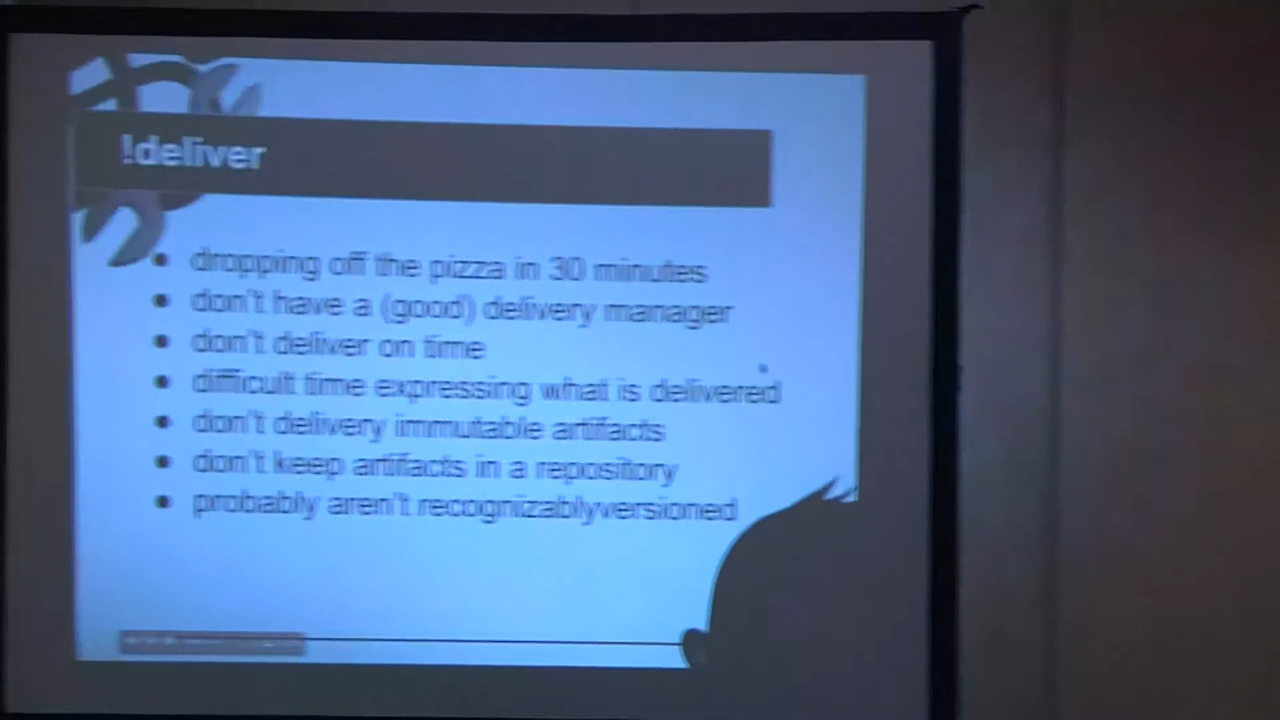 !deliver
dropping off the pizza in 30 minutes
don't have a (good) delivery manager
don't deliver on time
difficult time expressing what is delivered
don't delivery immutable artifacts
don't keep artifacts in a repository
probably aren't recognizablyversioned